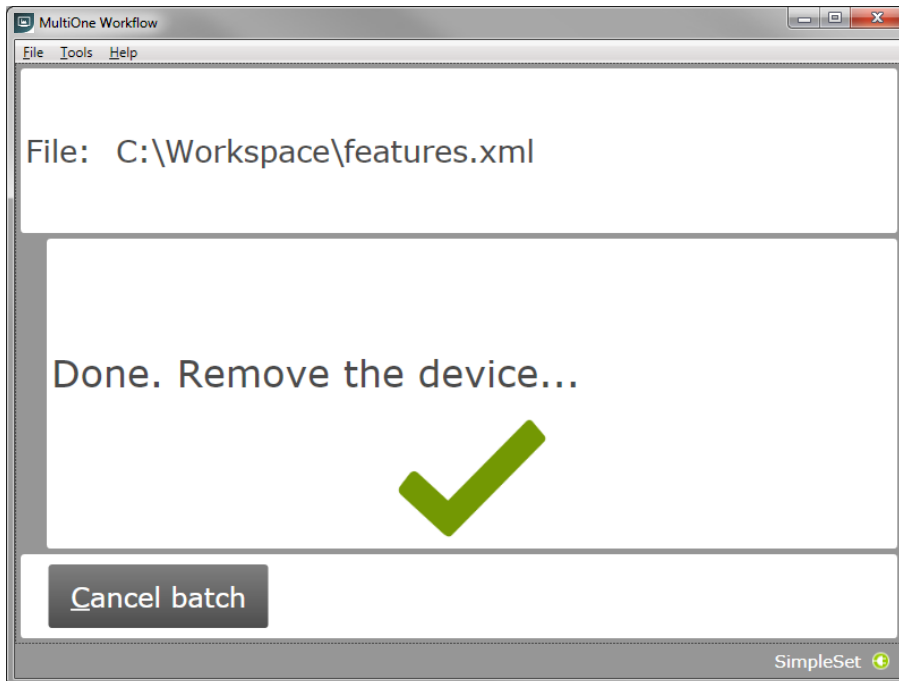 MultiOne Workflow
File Tools Help
File: C:\Workspace\features.xml
Done. Remove the device...
Cancel batch
SimpleSet